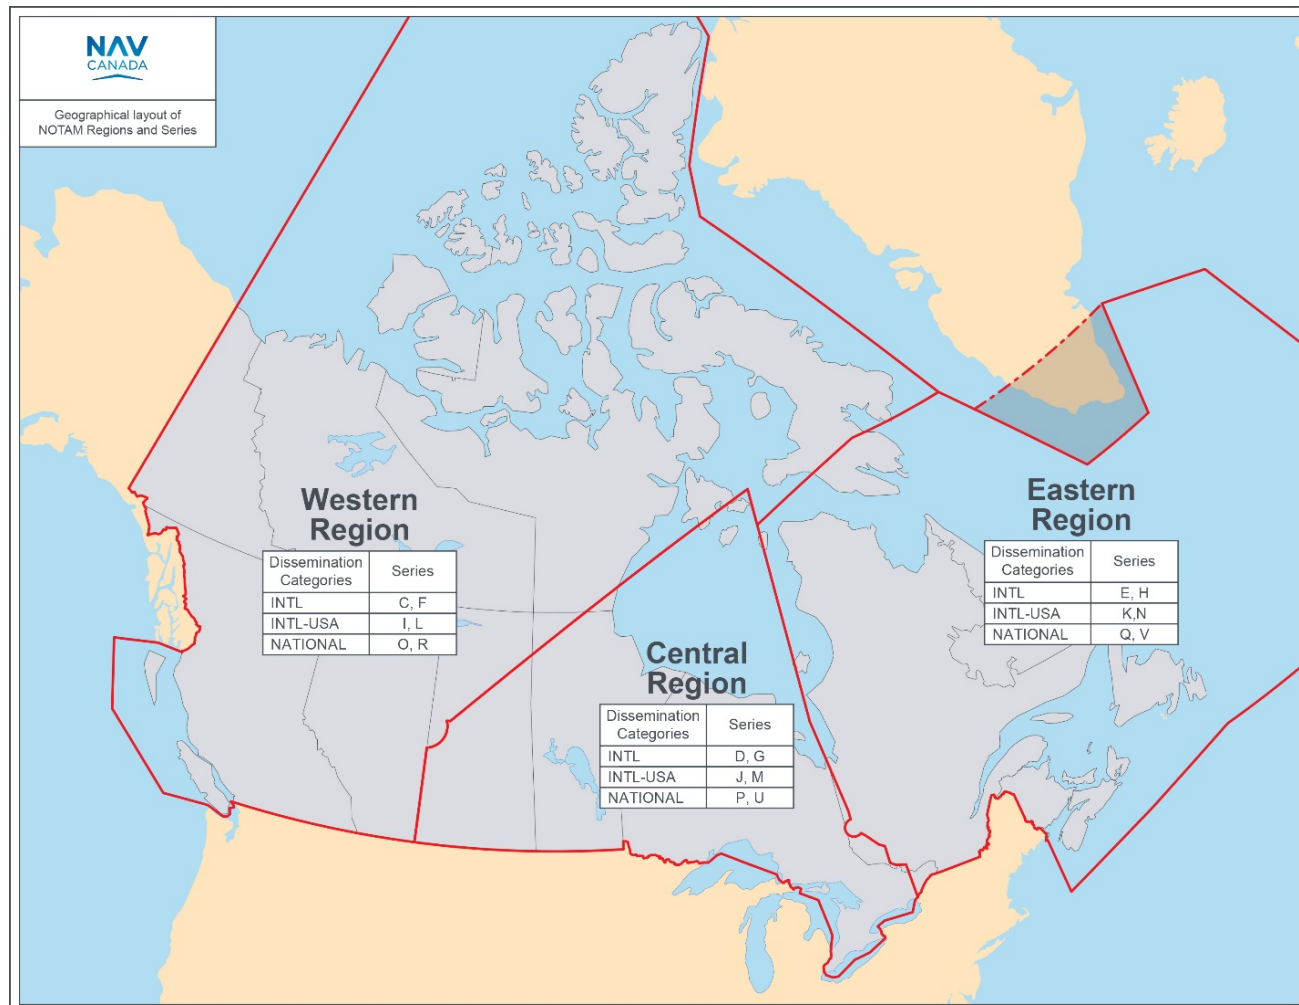 NAV
CANADA
Geographical layout of
NOTAM Regions and Series
Western
Region
Dissemination
Categories
Series
INTL
C, F
INTL-USA
I, L
NATIONAL
O, R
Central
Region
Dissemination
Categories
Series
INTL
D, G
INTL-USA
J, M
NATIONAL
P, U
Eastern
Region
Dissemination
Categories
Series
INTL
E, H
INTL-USA
K,N
NATIONAL
Q, V